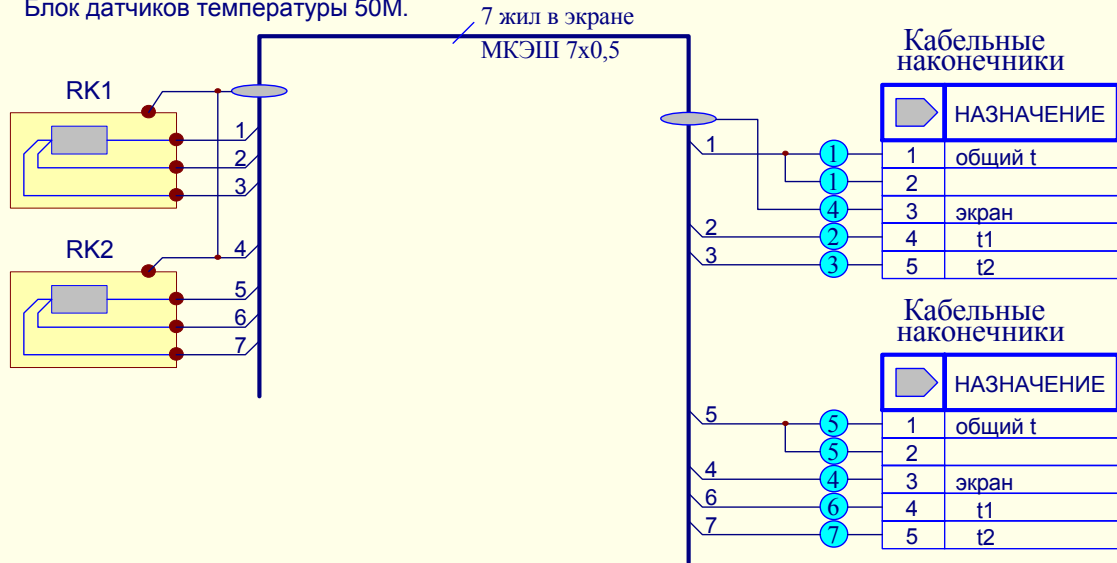 Блок датчиков температуры 50М.
7 жил в экране
МКЭШ 7х0,5
RK1
1
2
3
4
RK2
5
6
7
Кабельные
наконечники
НАЗНАЧЕНИЕ
1 1 1 общий t
1 2
4 3 экран
2 2 4 t1
3 3 5 t2
Кабельные
наконечники
НАЗНАЧЕНИЕ
5 5 1 общий t
5 2
4 4 3 экран
6 6 4 t1
7 7 5 t2